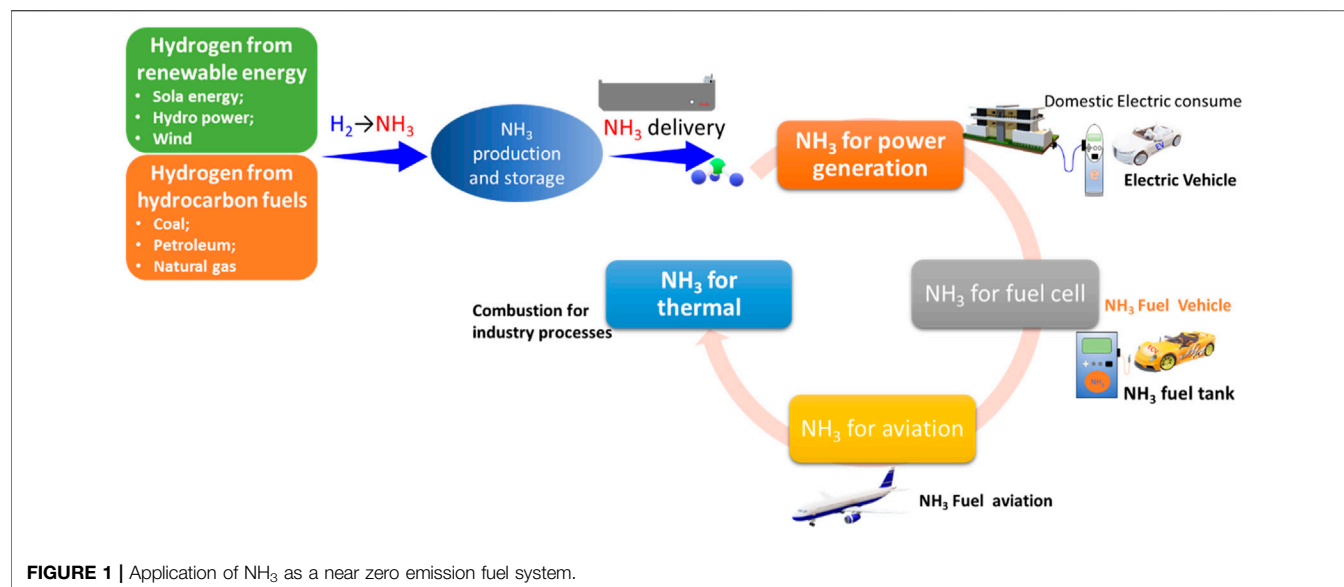 Hydrogen from
renewable energy
• Sola energy;
• Hydro power;
• Wind
Hydrogen from
hydrocarbon fuels
• Coal;
• Petroleum;
• Natural gas
H₂→NH₃
NH₃
production
and storage
NH₃ delivery
NH₃ for power
generation
Domestic Electric consume
EV
Electric Vehicle
NH₃ for fuel cell
NH₃ Fuel Vehicle
NH₃
NH₃ fuel tank
NH₃ for aviation
NH₃ Fuel aviation
NH₃ for
thermal
Combustion for
industry processes
FIGURE 1 | Application of NH₃ as a near zero emission fuel system.